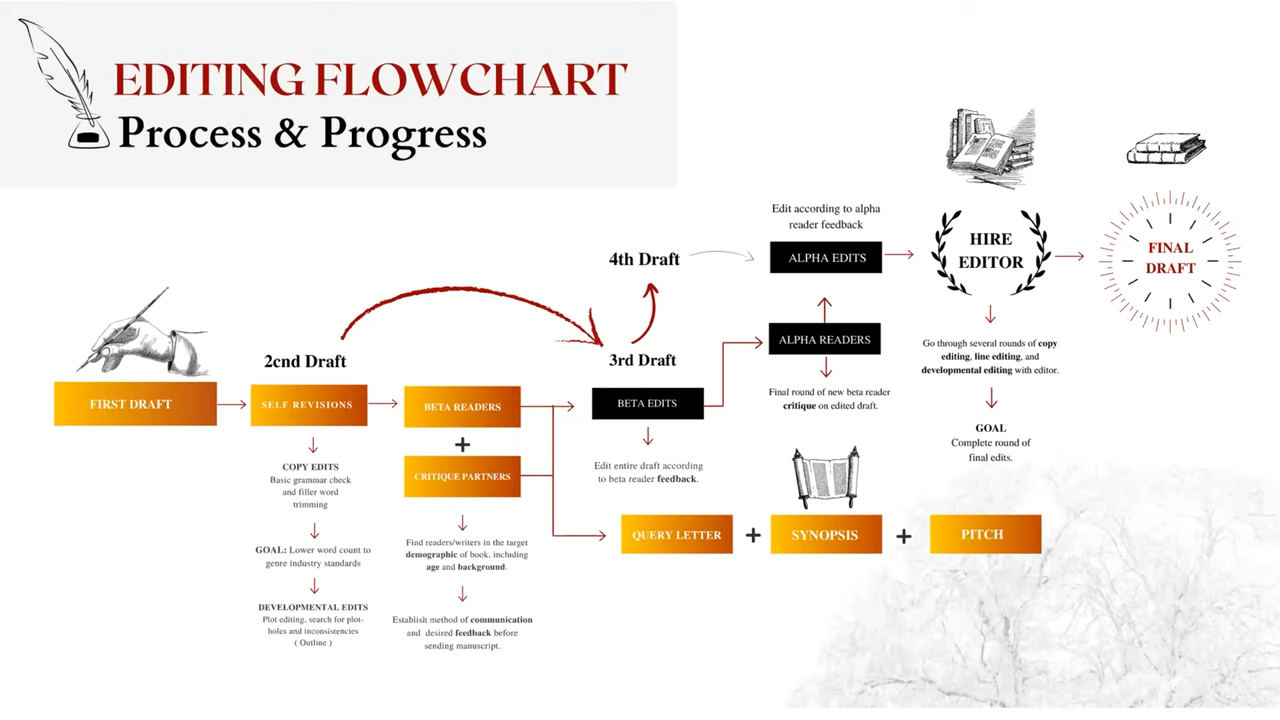 EDITING FLOWCHART
Process & Progress
FIRST DRAFT
2cnd Draft
SELF REVISIONS
COPY EDITS
Basic grammar check
and filler word
trimming
GOAL: Lower word count to
genre industry standards
DEVELOPMENTAL EDITS
Plot editing, search for plot-
holes and inconsistencies
( Outline )
BETA READERS
+
CRITIQUE PARTNERS
Find readers/writers in the target
demographic of book, including
age and background.
Establish method of communication
and desired feedback before
sending manuscript.
4th Draft
3rd Draft
BETA EDITS
Edit entire draft according
to beta reader feedback.
QUERY LETTER + SYNOPSIS + PITCH
Edit according to alpha
reader feedback
ALPHA EDITS
ALPHA READERS
Final round of new beta reader
critique on edited draft.
HIRE
EDITOR
Go through several rounds of copy
editing, line editing, and
developmental editing with editor.
GOAL
Complete round of
final edits.
FINAL
DRAFT